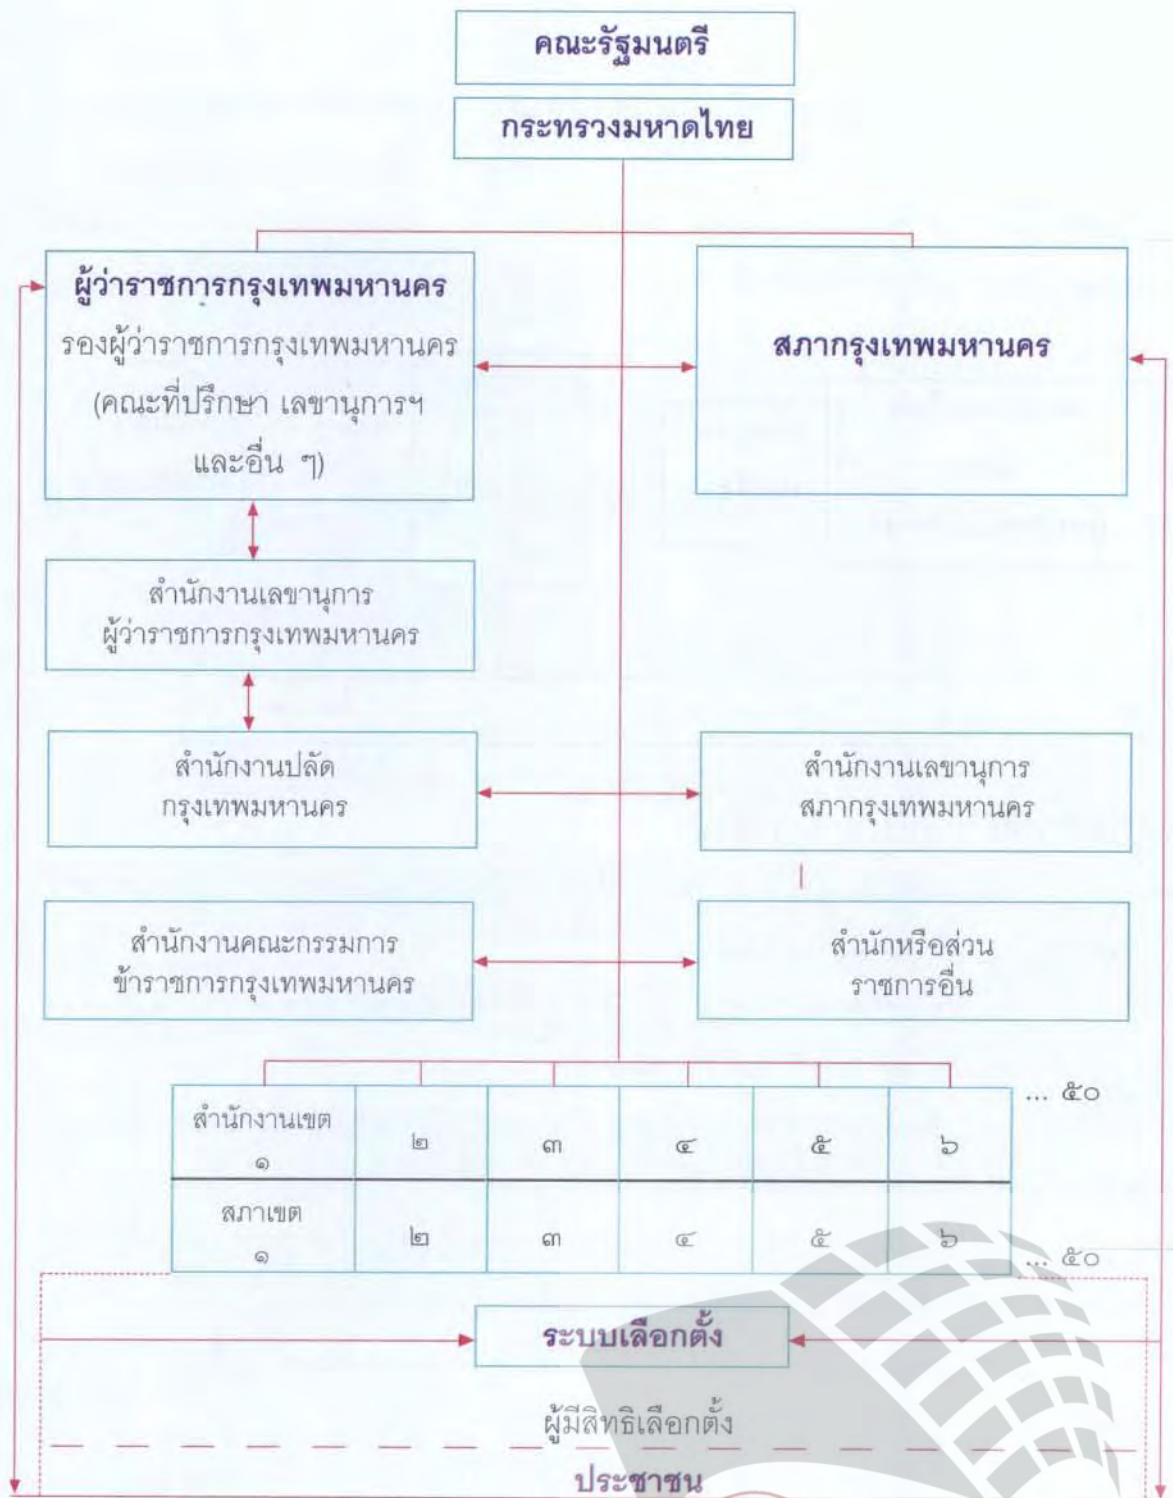 คณะรัฐมนตรี
กระทรวงมหาดไทย
ผู้ว่าราชการกรุงเทพมหานคร
รองผู้ว่าราชการกรุงเทพมหานคร
(คณะที่ปรึกษา เลขานุการฯ
และอื่น ๆ)
สภากรุงเทพมหานคร
สำนักงานเลขานุการ
ผู้ว่าราชการกรุงเทพมหานคร
สำนักงานปลัด
กรุงเทพมหานคร
สำนักงานเลขานุการ
สภากรุงเทพมหานคร
สำนักงานคณะกรรมการ
ข้าราชการกรุงเทพมหานคร
สำนักหรือส่วน
ราชการอื่น
สำนักงานเขต
๑ ๒ ๓ ๔ ๕ ๖ ... ๕๐
สภาเขต
๑ ๒ ๓ ๔ ๕ ๖ ... ๕๐
ระบบเลือกตั้ง
ผู้มีสิทธิเลือกตั้ง
ประชาชน